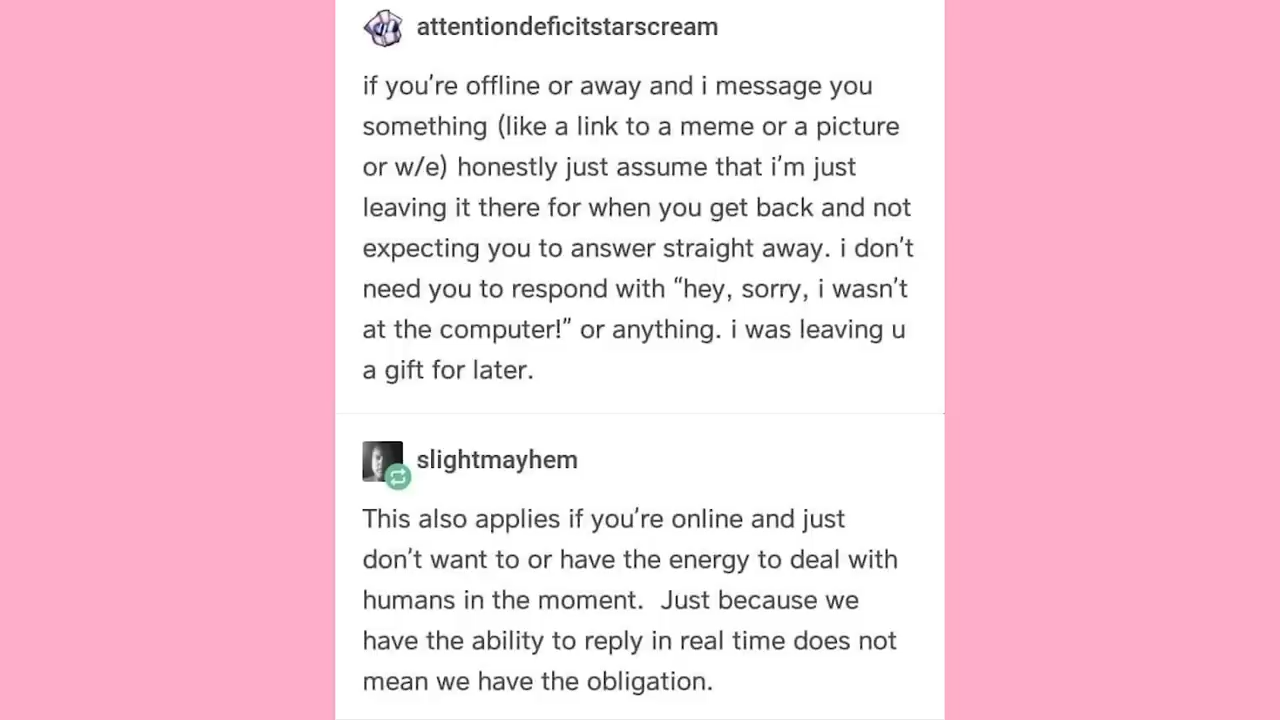 attentiondeficitstarscream
if you're offline or away and i message you
something (like a link to a meme or a picture
or w/e) honestly just assume that i'm just
leaving it there for when you get back and not
expecting you to answer straight away. i don't
need you to respond with “hey, sorry, i wasn't
at the computer!” or anything. i was leaving u
a gift for later.
slightmayhem
This also applies if you're online and just
don't want to or have the energy to deal with
humans in the moment.  Just because we
have the ability to reply in real time does not
mean we have the obligation.